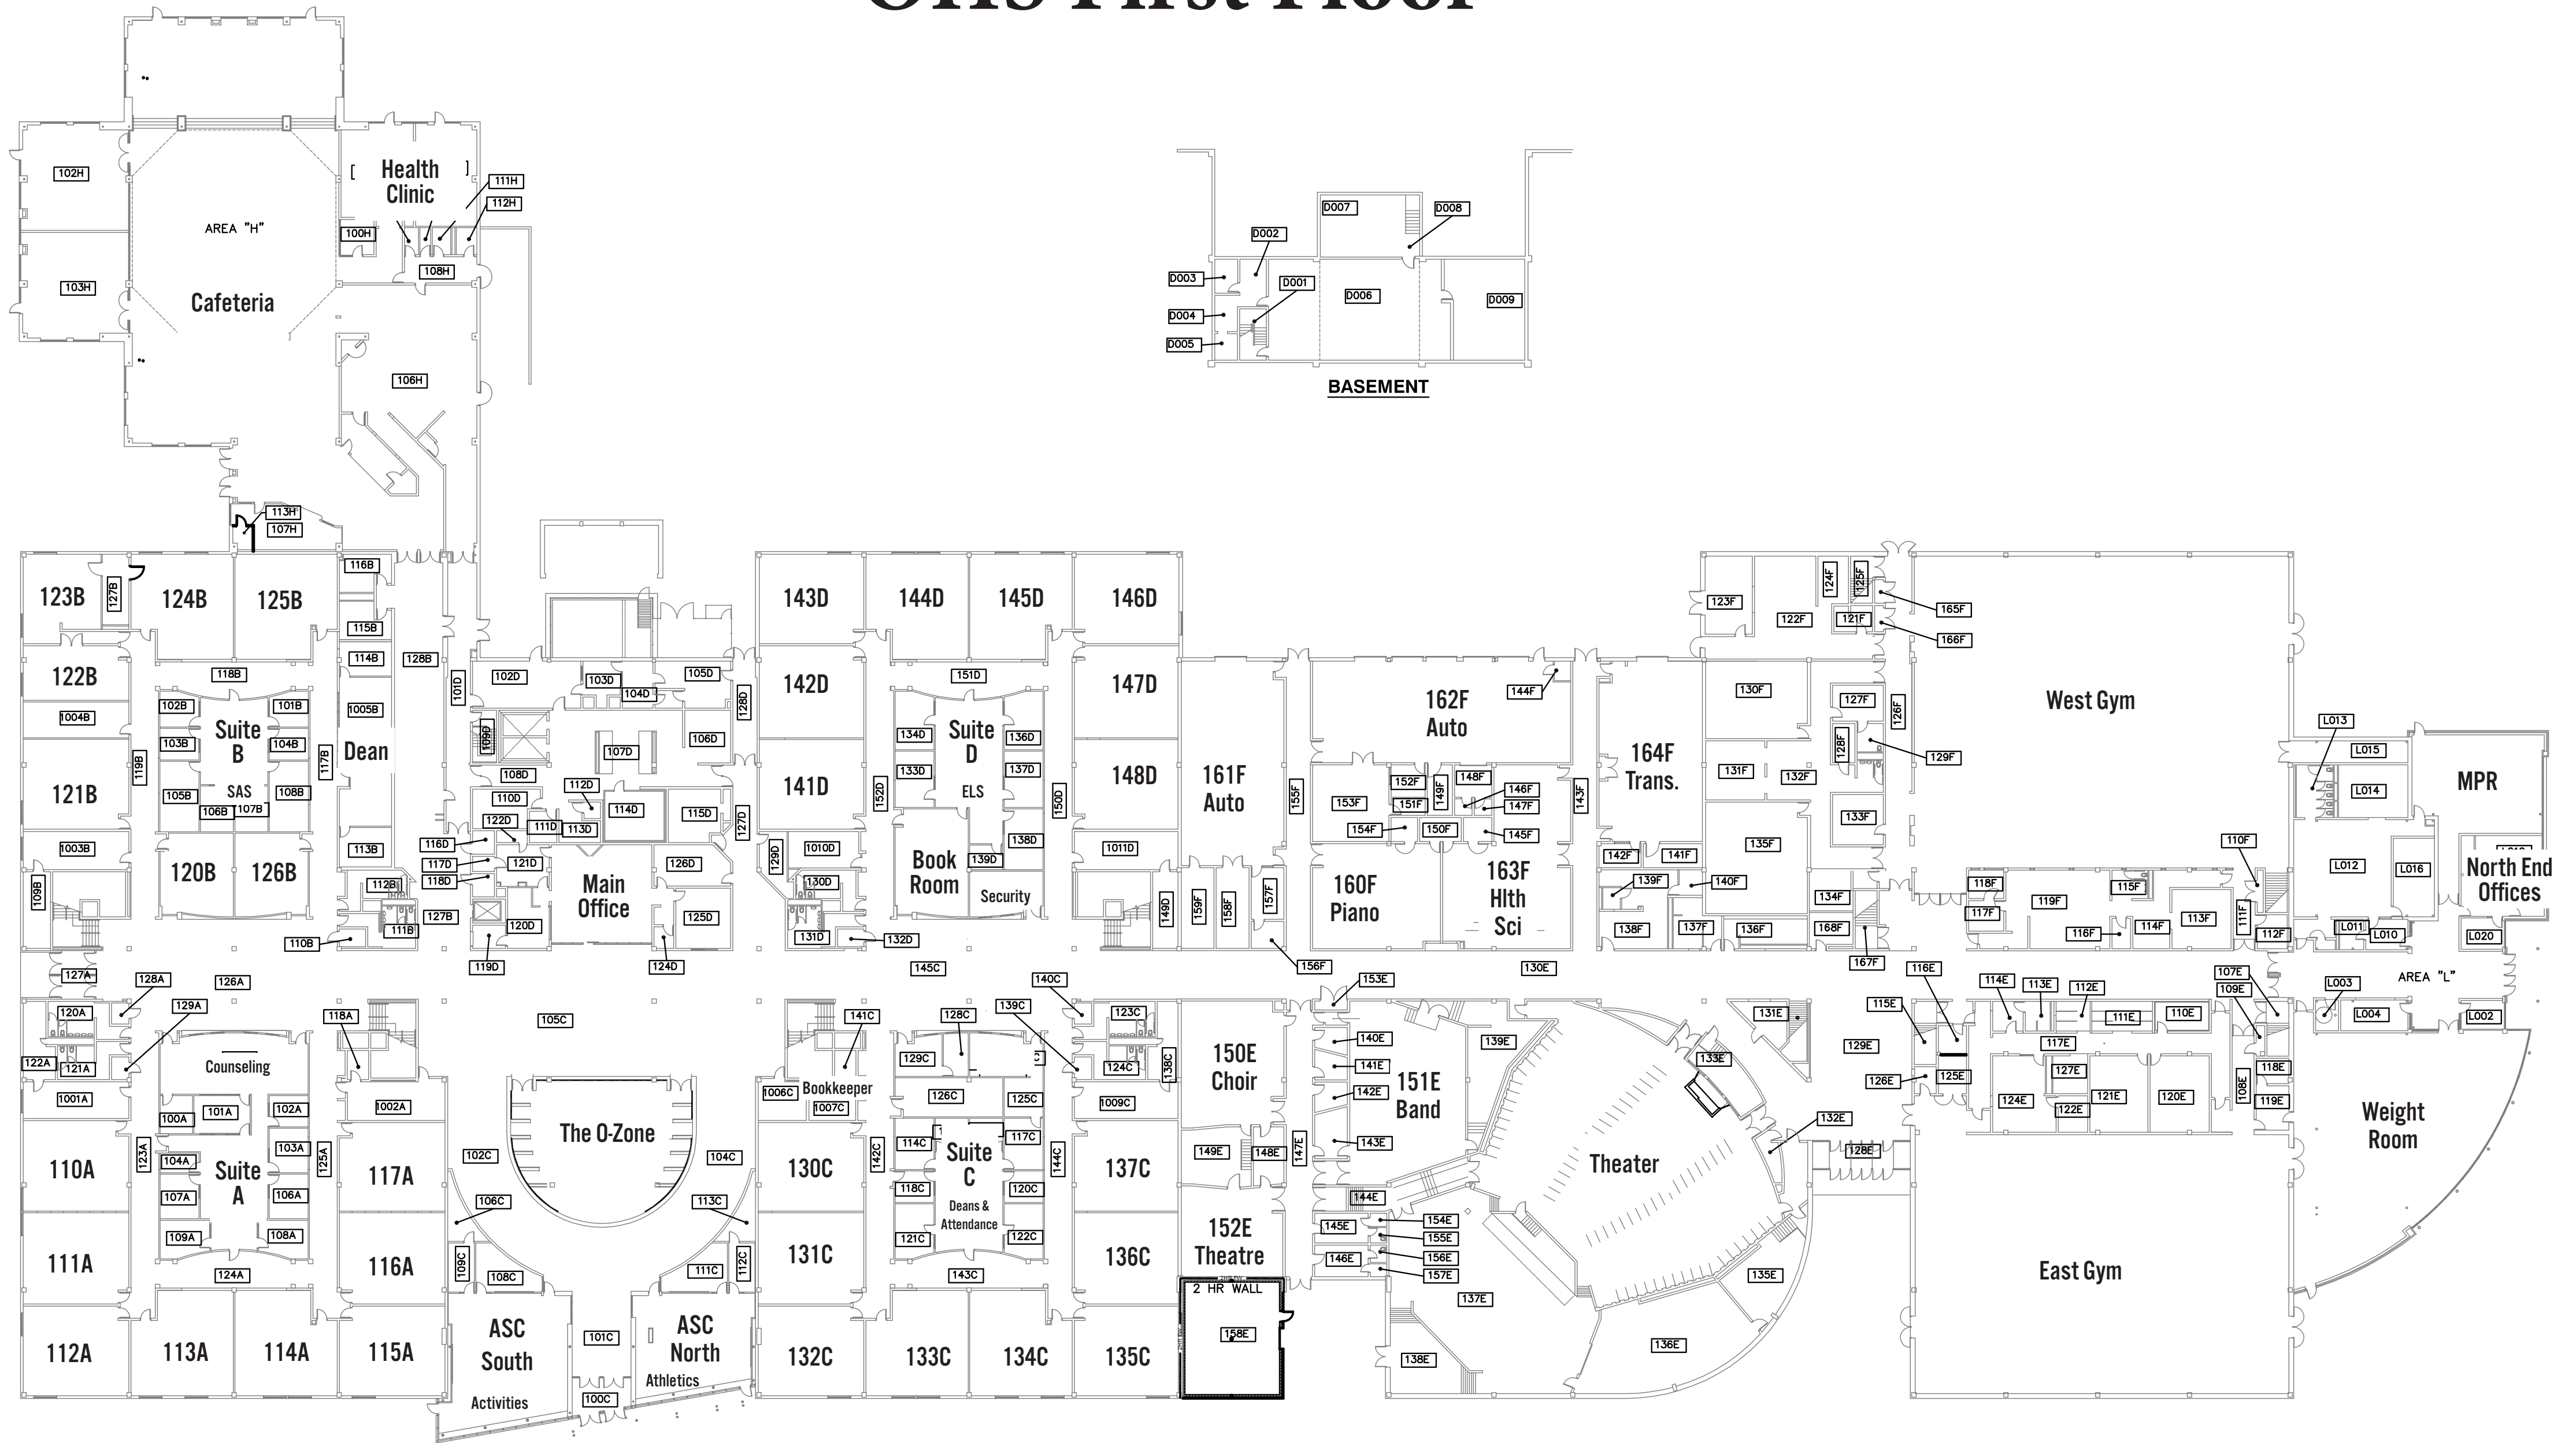 OHS First Floor
102H
Health
Clinic
111H
112H
AREA "H"
100H
108H
103H
Cafeteria
106H
113H
107H
D007
D008
D002
D003
D001
D006
D009
D004
D005
BASEMENT
123B
127B
124B
125B
116B
115B
122B
118B
114B
128B
101D
1004B
102B
101B
Suite
B
1005B
103B
104B
119B
117B
Dean
121B
105B
SAS
108B
106B
107B
1003B
120B
126B
113B
109B
112B
111B
127B
110B
102D
103D
104D
105D
128D
109D
107D
106D
108D
110D
112D
114D
115D
127D
122D
111D
113D
116D
117D
121D
118D
126D
Main
Office
120D
125D
119D
124D
143D
144D
145D
146D
142D
151D
147D
134D
Suite
D
136D
133D
137D
ELS
141D
152D
150D
148D
129D
1010D
Book
Room
138D
139D
1011D
130D
Security
131D
132D
149D
159F
158F
157F
156F
161F
Auto
155F
162F
Auto
144F
153F
152F
149F
148F
151F
146F
147F
154F
150F
145F
143F
160F
Piano
163F
Hlth
Sci
164F
Trans.
142F
141F
139F
140F
138F
137F
136F
123F
122F
124F
125F
121F
165F
166F
130F
127F
126F
128F
129F
131F
132F
133F
135F
134F
168F
167F
West Gym
118F
117F
119F
115F
116F
114F
113F
110F
111F
112F
L013
L015
L014
MPR
L012
L016
North End
Offices
L011
L010
L020
AREA "L"
L003
L004
L002
127A
128A
126A
129A
120A
122A
121A
118A
1001A
Counseling
100A
101A
102A
1002A
110A
123A
103A
104A
125A
117A
107A
Suite
A
106A
109A
108A
111A
116A
124A
112A
113A
114A
115A
105C
The O-Zone
102C
104C
106C
113C
109C
108C
111C
112C
ASC
South
Activities
101C
ASC
North
Athletics
100C
145C
141C
128C
139C
140C
123C
129C
124C
138C
Bookkeeper
1006C
1007C
126C
125C
1009C
130C
142C
114C
117C
144C
137C
Suite
C
118C
120C
Deans &
Attendance
121C
122C
131C
143C
136C
132C
133C
134C
135C
150E
Choir
149E
148E
147E
152E
Theatre
2 HR WALL
158E
153E
130E
140E
141E
142E
143E
151E
Band
139E
144E
145E
146E
154E
155E
156E
157E
137E
138E
Theater
133E
131E
132E
135E
136E
129E
128E
116E
115E
126E
125E
114E
113E
112E
111E
110E
117E
107E
109E
127E
124E
122E
121E
120E
108E
118E
119E
Weight
Room
East Gym